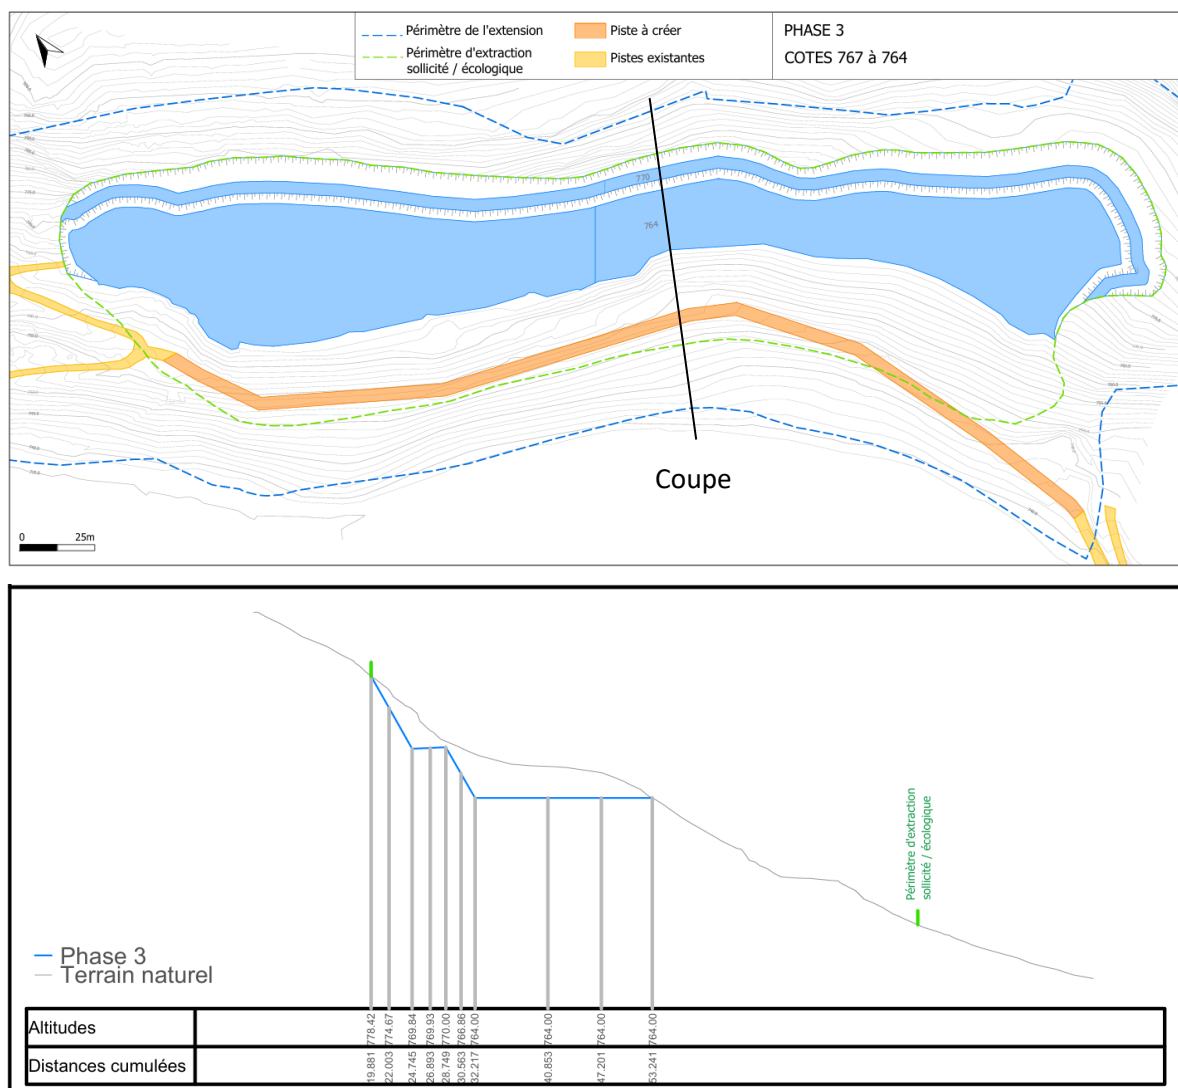 Périmètre de l'extension
Périmètre d'extraction
sollicité / écologique
Piste à créer
Pistes existantes
PHASE 3
COTES 767 à 764
770
764
Coupe
0 25m
Périmètre d'extraction
sollicité / écologique
Phase 3
Terrain naturel
Altitudes 778.42 774.67 769.84 769.93 770.00 766.86 764.00 764.00 764.00 764.00
Distances cumulées 19.881 22.003 24.745 26.893 28.749 30.563 32.217 40.853 47.201 53.241